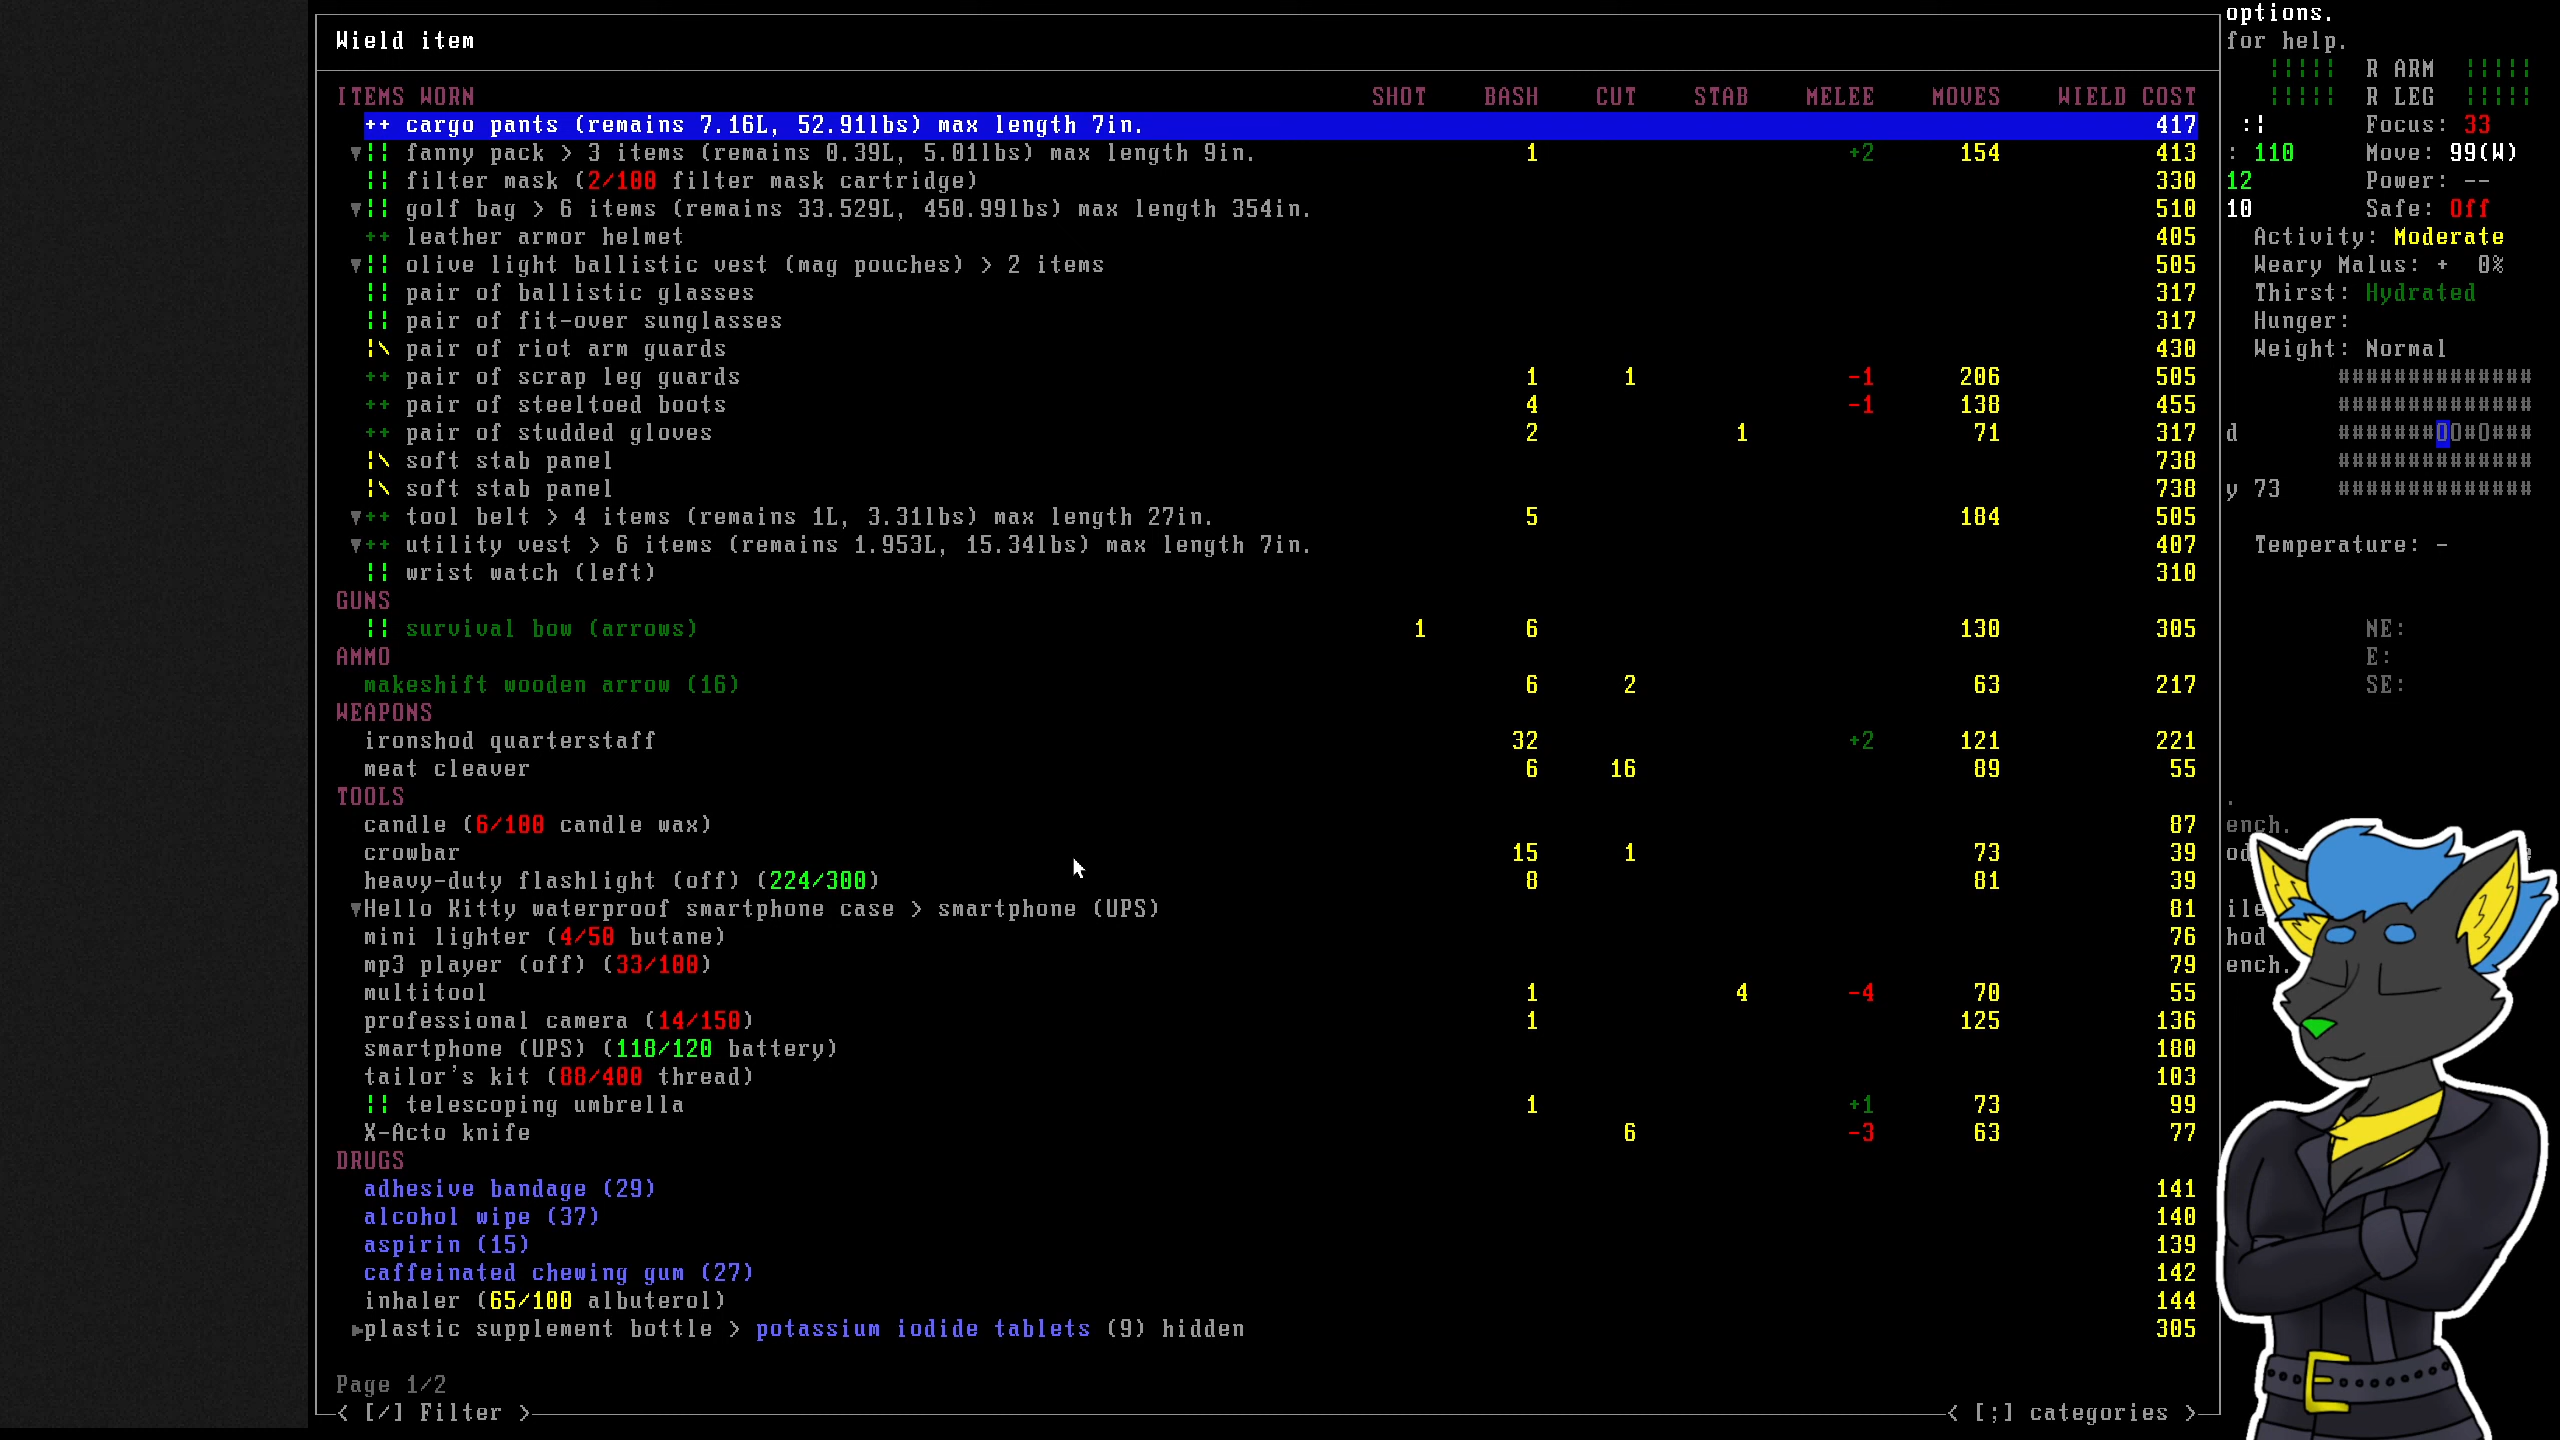 Wield item
options.
for help.
ITEMS WORN SHOT BASH CUT STAB MELEE MOVES WIELD COST
++ cargo pants (remains 7.16L, 52.91lbs) max length 7in. 417
▼|| fanny pack > 3 items (remains 0.39L, 5.01lbs) max length 9in. 1 +2 154 413
|| filter mask (2/100 filter mask cartridge) 330
▼|| golf bag > 6 items (remains 33.529L, 450.99lbs) max length 354in. 510
++ leather armor helmet 405
▼|| olive light ballistic vest (mag pouches) > 2 items 505
|| pair of ballistic glasses 317
|| pair of fit-over sunglasses 317
|\ pair of riot arm guards 430
++ pair of scrap leg guards 1 1 -1 206 505
++ pair of steeltoed boots 4 -1 138 455
++ pair of studded gloves 2 1 71 317
|\ soft stab panel 738
|\ soft stab panel 738
▼++ tool belt > 4 items (remains 1L, 3.31lbs) max length 27in. 5 184 505
▼++ utility vest > 6 items (remains 1.953L, 15.34lbs) max length 7in. 407
|| wrist watch (left) 310
GUNS
|| survival bow (arrows) 1 6 130 305
AMMO
makeshift wooden arrow (16) 6 2 63 217
WEAPONS
ironshod quarterstaff 32 +2 121 221
meat cleaver 6 16 89 55
TOOLS
candle (6/100 candle wax) 87
crowbar 15 1 73 39
heavy-duty flashlight (off) (224/300) 8 81 39
▼Hello Kitty waterproof smartphone case > smartphone (UPS) 81
mini lighter (4/50 butane) 76
mp3 player (off) (33/100) 79
multitool 1 4 -4 70 55
professional camera (14/150) 1 125 136
smartphone (UPS) (118/120 battery) 180
tailor's kit (88/400 thread) 103
|| telescoping umbrella 1 +1 73 99
X-Acto knife 6 -3 63 77
DRUGS
adhesive bandage (29) 141
alcohol wipe (37) 140
aspirin (15) 139
caffeinated chewing gum (27) 142
inhaler (65/100 albuterol) 144
▶plastic supplement bottle > potassium iodide tablets (9) hidden 305
Page 1/2
< [/] Filter > < [;] categories >
||||| R ARM |||||
||||| R LEG |||||
:| Focus: 33
: 110 Move: 99(W)
12 Power: --
10 Safe: Off
Activity: Moderate
Weary Malus: + 0%
Thirst: Hydrated
Hunger:
Weight: Normal
##############
##############
d #######00#0###
##############
y 73 ##############
Temperature: -
NE:
E:
SE:
.
ench.
od
ile
hod
ench.